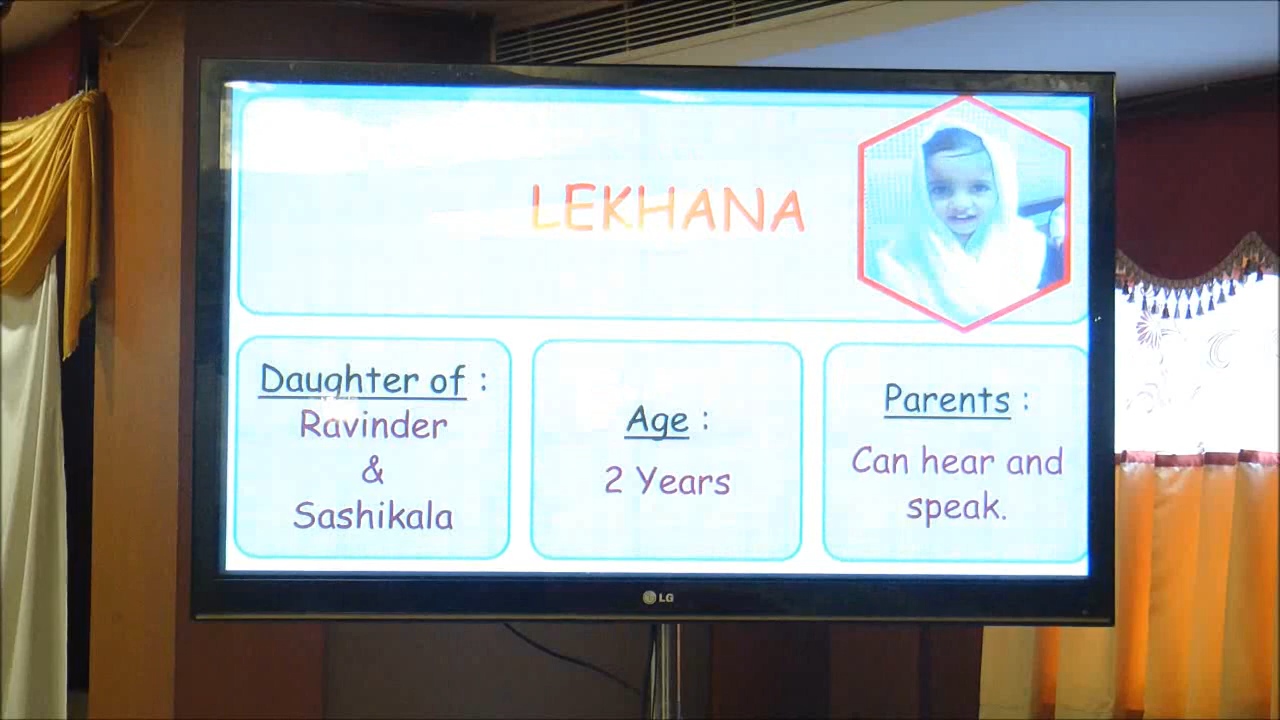 LEKHANA
Daughter of :
Ravinder
&
Sashikala
Age :
2 Years
Parents :
Can hear and
speak.
LG